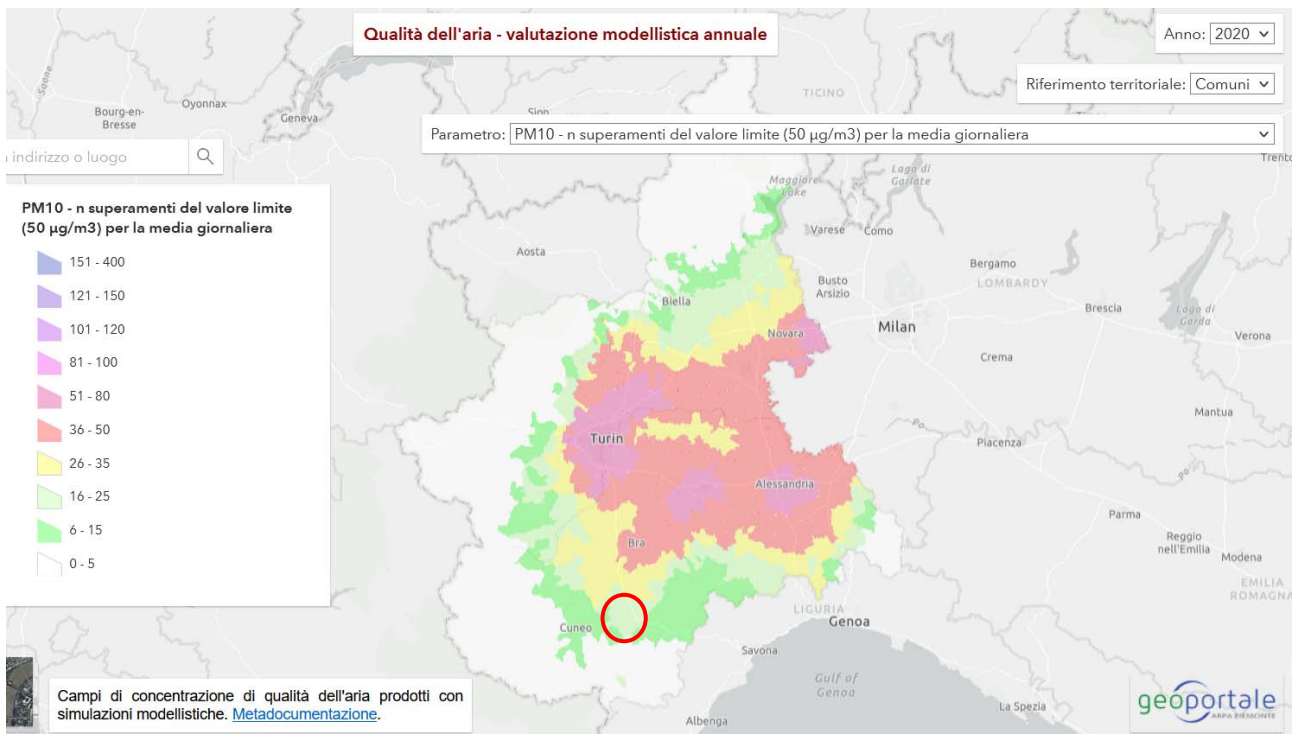 Qualità dell'aria - valutazione modellistica annuale
Anno: 2020
Riferimento territoriale: Comuni
Parametro: PM10 - n superamenti del valore limite (50 µg/m3) per la media giornaliera
indirizzo o luogo
PM10 - n superamenti del valore limite
(50 µg/m3) per la media giornaliera
151 - 400
121 - 150
101 - 120
81 - 100
51 - 80
36 - 50
26 - 35
16 - 25
6 - 15
0 - 5
Saone
Bourg-en-
Bresse
Oyonnax
Geneva
Sion
TICINO
Trento
Maggiore
Lake
Lago di
Garlate
Varese
Como
Aosta
Bergamo
LOMBARDY
Busto
Arsizio
Biella
Brescia
Lago di
Garda
Novara
Milan
Verona
Crema
Mantua
Turin
Po
Piacenza
Po
Alessandria
Parma
Bra
Reggio
nell'Emilia
Modena
EMILIA
ROMAGNA
LIGURIA
Genoa
Cuneo
Savona
Gulf of
Genoa
La Spezia
Albenga
Campi di concentrazione di qualità dell'aria prodotti con
simulazioni modellistiche. Metadocumentazione.
geoportale
ARPA PIEMONTE